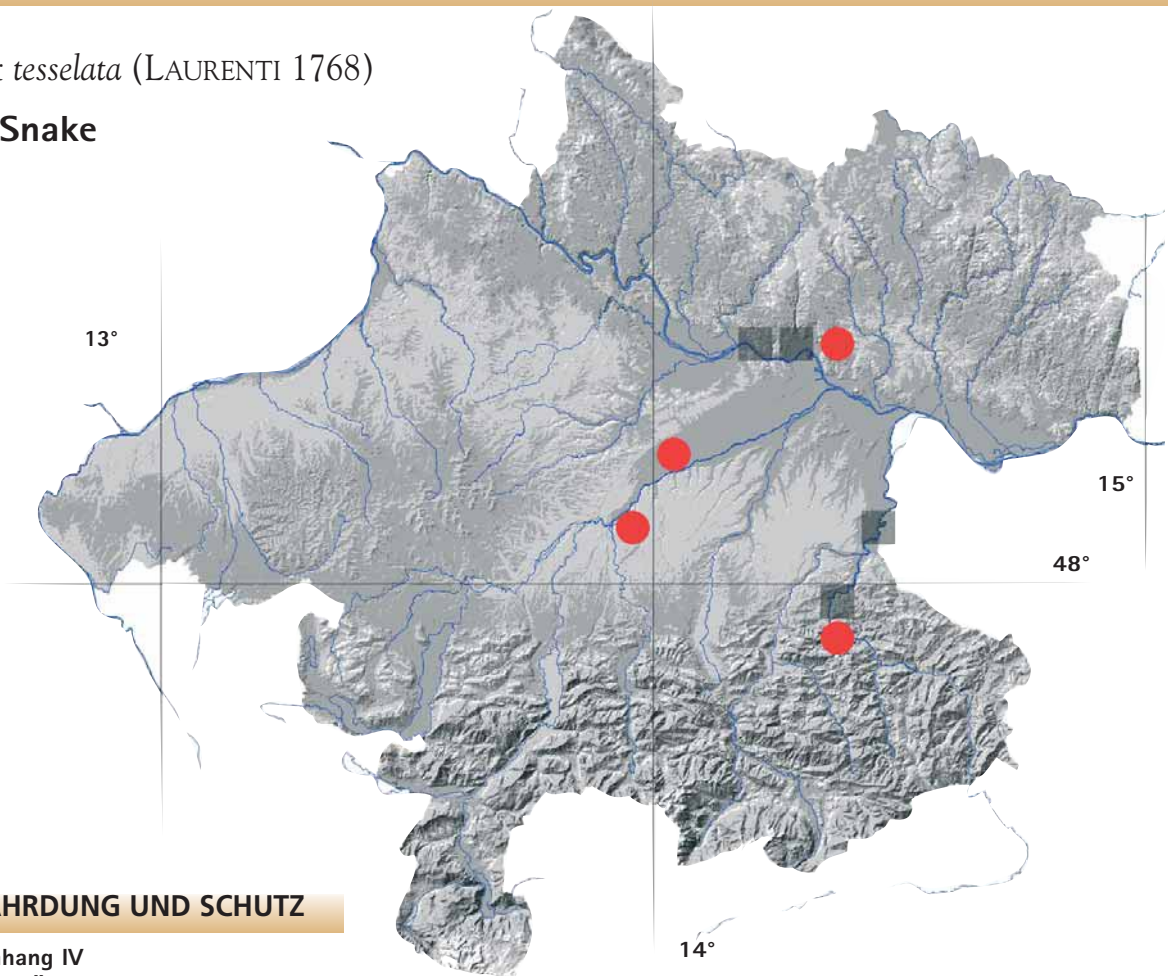 tesselata (LAURENTI 1768)
Snake
13°
15°
48°
HRDUNG UND SCHUTZ
hang IV
14°